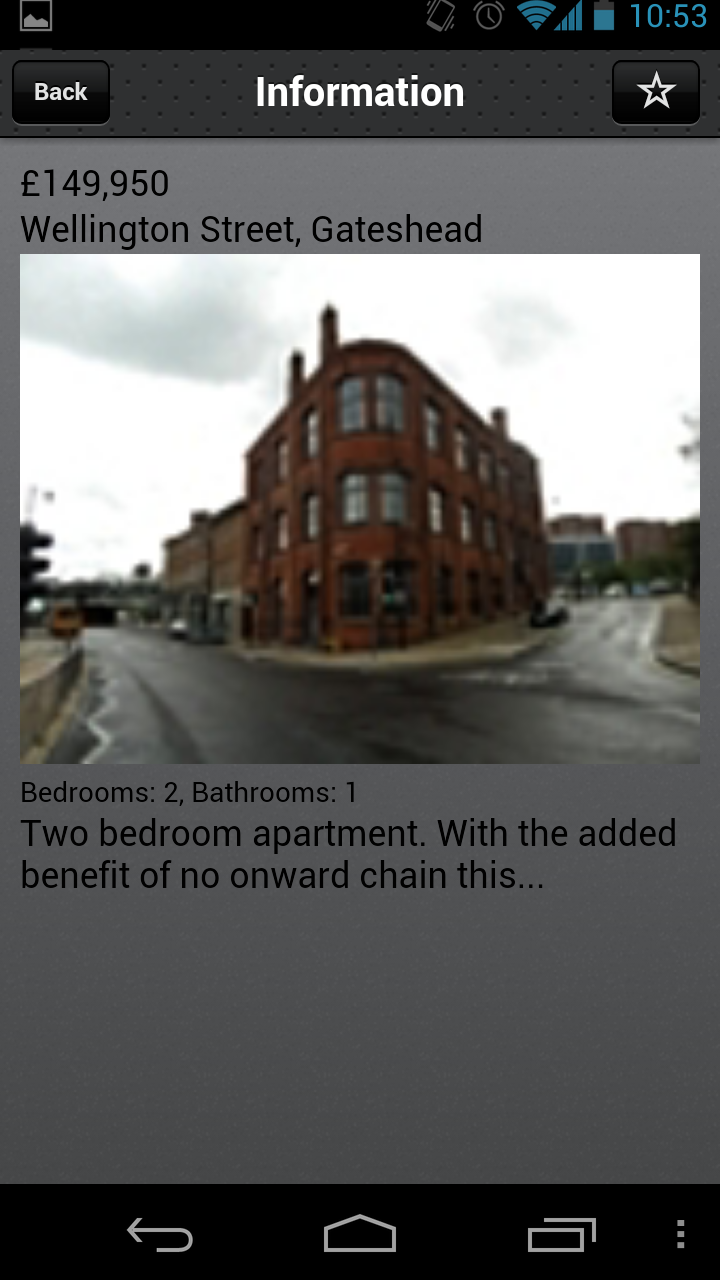 10:53
Back
Information
£149,950
Wellington Street, Gateshead
Bedrooms: 2, Bathrooms: 1
Two bedroom apartment. With the added
benefit of no onward chain this...